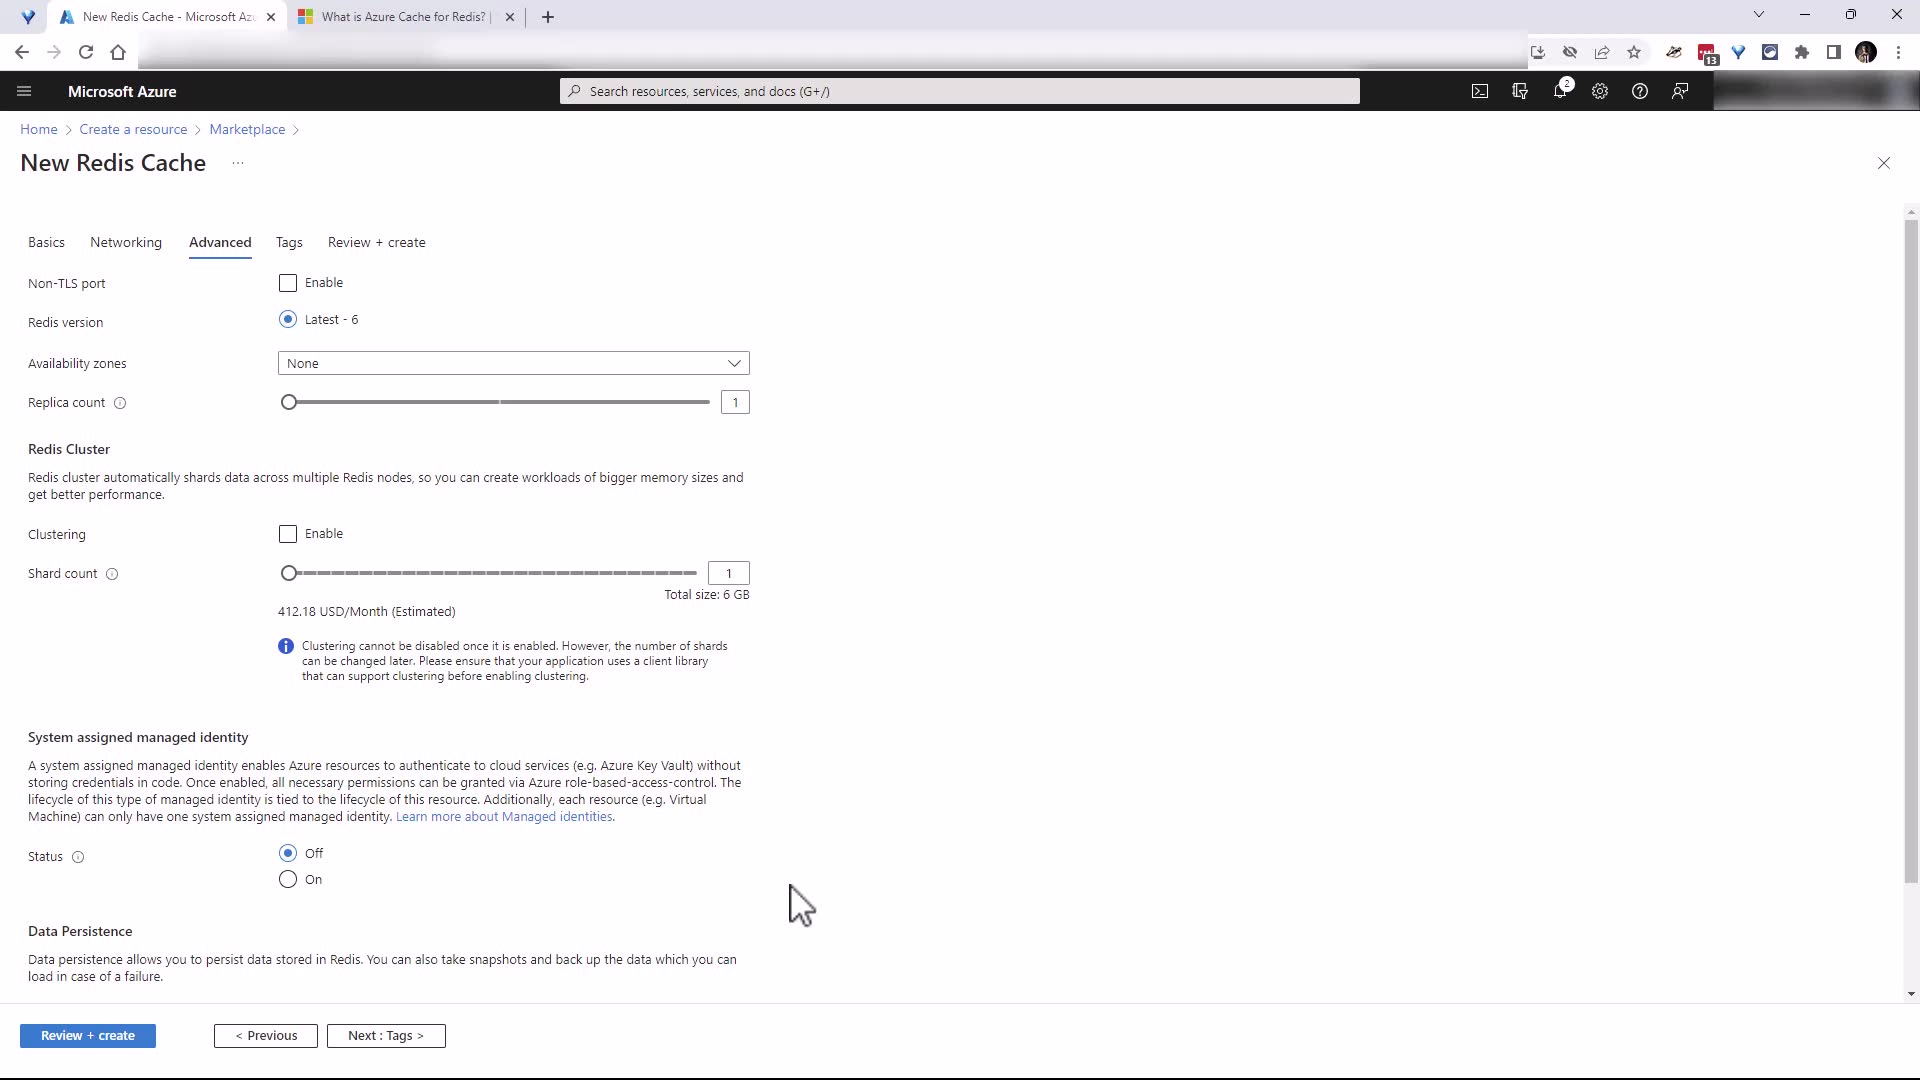 New Redis Cache - Microsoft Azu
What is Azure Cache for Redis? |
13
Microsoft Azure
Search resources, services, and docs (G+/)
2
Home > Create a resource > Marketplace >
New Redis Cache ...
Basics Networking Advanced Tags Review + create
Non-TLS port Enable
Redis version Latest - 6
Availability zones None
Replica count 1
Redis Cluster
Redis cluster automatically shards data across multiple Redis nodes, so you can create workloads of bigger memory sizes and
get better performance.
Clustering Enable
Shard count 1
Total size: 6 GB
412.18 USD/Month (Estimated)
Clustering cannot be disabled once it is enabled. However, the number of shards
can be changed later. Please ensure that your application uses a client library
that can support clustering before enabling clustering.
System assigned managed identity
A system assigned managed identity enables Azure resources to authenticate to cloud services (e.g. Azure Key Vault) without
storing credentials in code. Once enabled, all necessary permissions can be granted via Azure role-based-access-control. The
lifecycle of this type of managed identity is tied to the lifecycle of this resource. Additionally, each resource (e.g. Virtual
Machine) can only have one system assigned managed identity. Learn more about Managed identities.
Status Off
On
Data Persistence
Data persistence allows you to persist data stored in Redis. You can also take snapshots and back up the data which you can
load in case of a failure.
Review + create < Previous Next : Tags >